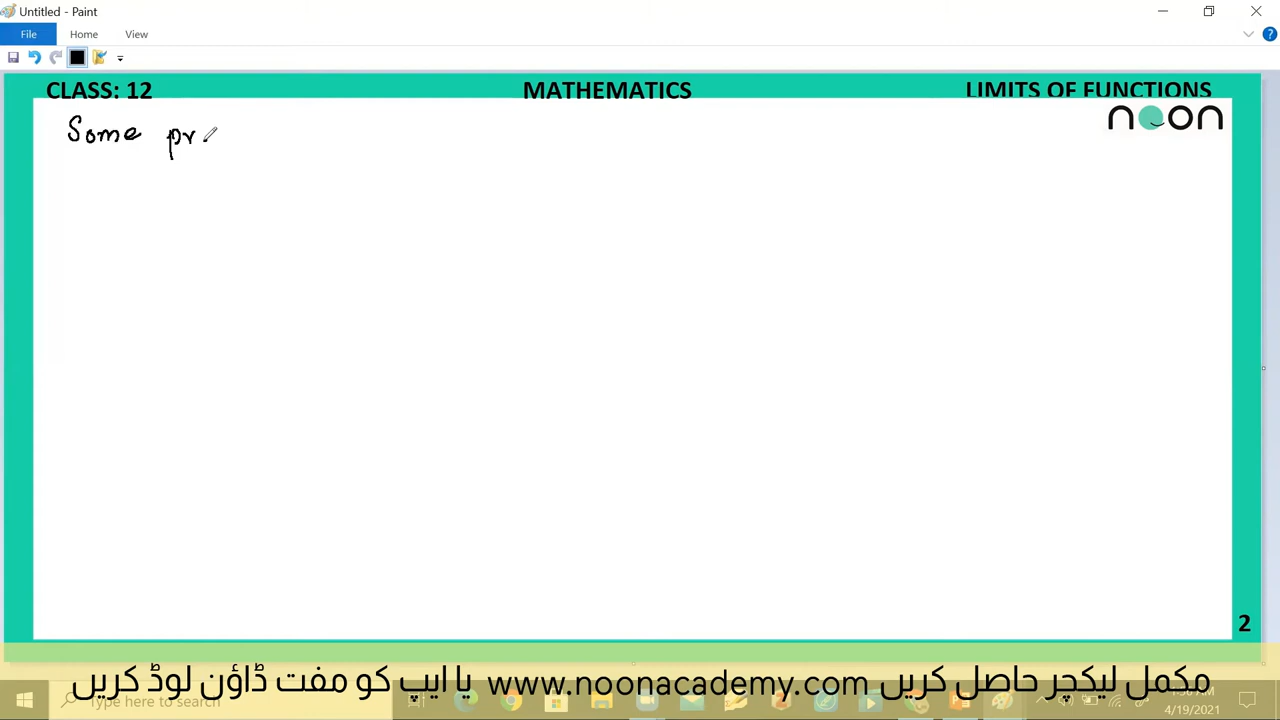 Untitled - Paint
File Home View
CLASS: 12 MATHEMATICS LIMITS OF FUNCTIONS
noon
Some pr
2
مکمل لیکچر حاصل کریں www.noonacademy.com یا ایپ کو مفت ڈاؤن لوڈ کریں
Type here to search
4/19/2021